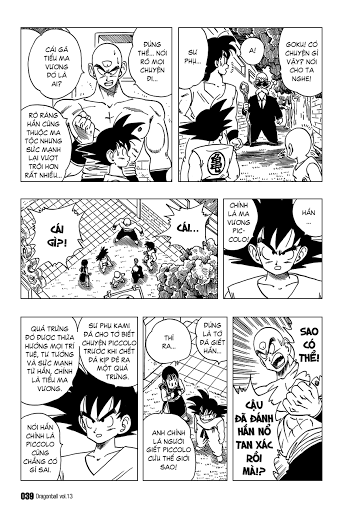 GOKU! CÓ
CHUYỆN GÌ
VẬY? NÓI
CHO TA
NGHE!
A!
SƯ
PHỤ...
ĐÚNG
THẾ... NÓI
RÕ MỌI
CHUYỆN
ĐI...
CÁI GÃ
TIỂU MA
VƯƠNG
ĐÓ LÀ
AI?
RÕ RÀNG
HẮN CŨNG
THUỘC MA
TỘC NHƯNG
SỨC MẠNH
LẠI VƯỢT
TRỘI HƠN
RẤT NHIỀU...
HẮN...
CHÍNH
LÀ MA
VƯƠNG
PIC-
COLO!
CÁI...
CÁI
GÌ?!
SAO
CÓ
THỂ!
CẬU
ĐÃ ĐÁNH
HẮN NỔ
TAN XÁC
RỒI
MÀ!?
ĐÚNG
LÀ TỚ
ĐÃ GIẾT
HẮN...
THÌ
RA...
ANH CHÍNH
LÀ NGƯỜI
GIẾT PICCOLO
CỨU THẾ GIỚI
SAO!
SƯ PHỤ KAMI
ĐÃ CHO TỚ BIẾT
CHUYỆN PICCOLO
TRƯỚC KHI CHẾT
ĐÃ KỊP ĐẺ RA
MỘT QUẢ
TRỨNG.
QUẢ TRỨNG
ĐÓ ĐƯỢC THỪA
HƯỞNG MỌI TRÍ
TUỆ, TƯ TƯỞNG
VÀ SỨC MẠNH
TỪ HẮN, CHÍNH
LÀ TIỂU MA
VƯƠNG.
NÓI HẮN
CHÍNH LÀ
PICCOLO
CŨNG
CHẲNG CÓ
GÌ SAI.
039 Dragonball vol.13